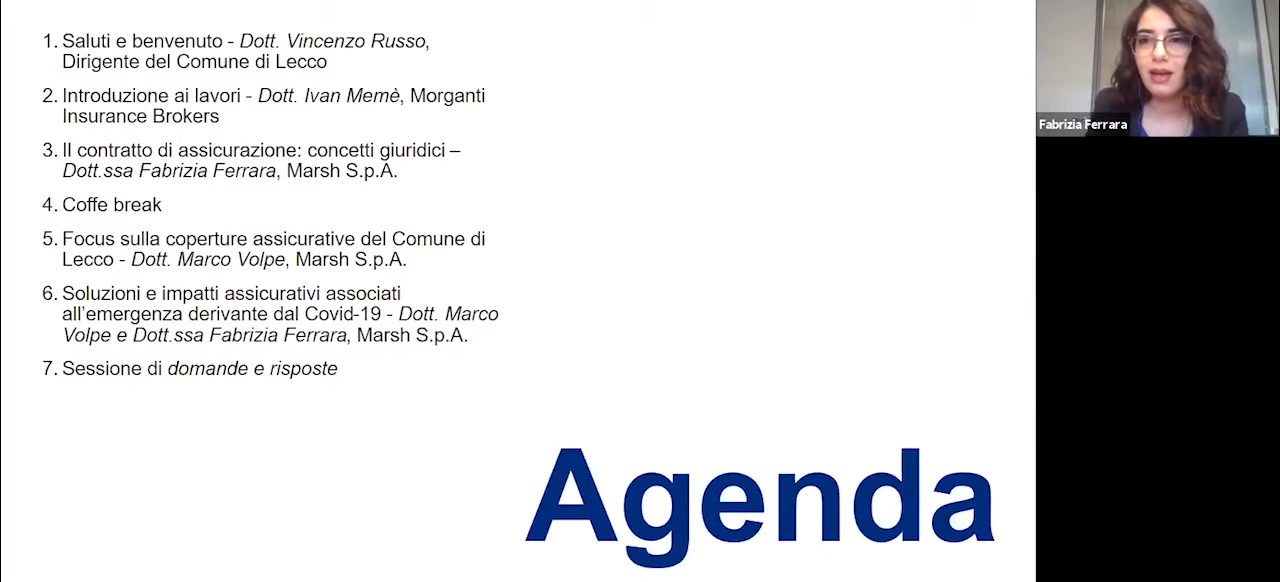 1. Saluti e benvenuto - Dott. Vincenzo Russo,
Dirigente del Comune di Lecco
2. Introduzione ai lavori - Dott. Ivan Memè, Morganti
Insurance Brokers
3. Il contratto di assicurazione: concetti giuridici –
Dott.ssa Fabrizia Ferrara, Marsh S.p.A.
4. Coffe break
5. Focus sulla coperture assicurative del Comune di
Lecco - Dott. Marco Volpe, Marsh S.p.A.
6. Soluzioni e impatti assicurativi associati
all'emergenza derivante dal Covid-19 - Dott. Marco
Volpe e Dott.ssa Fabrizia Ferrara, Marsh S.p.A.
7. Sessione di domande e risposte
Agenda
Fabrizia Ferrara